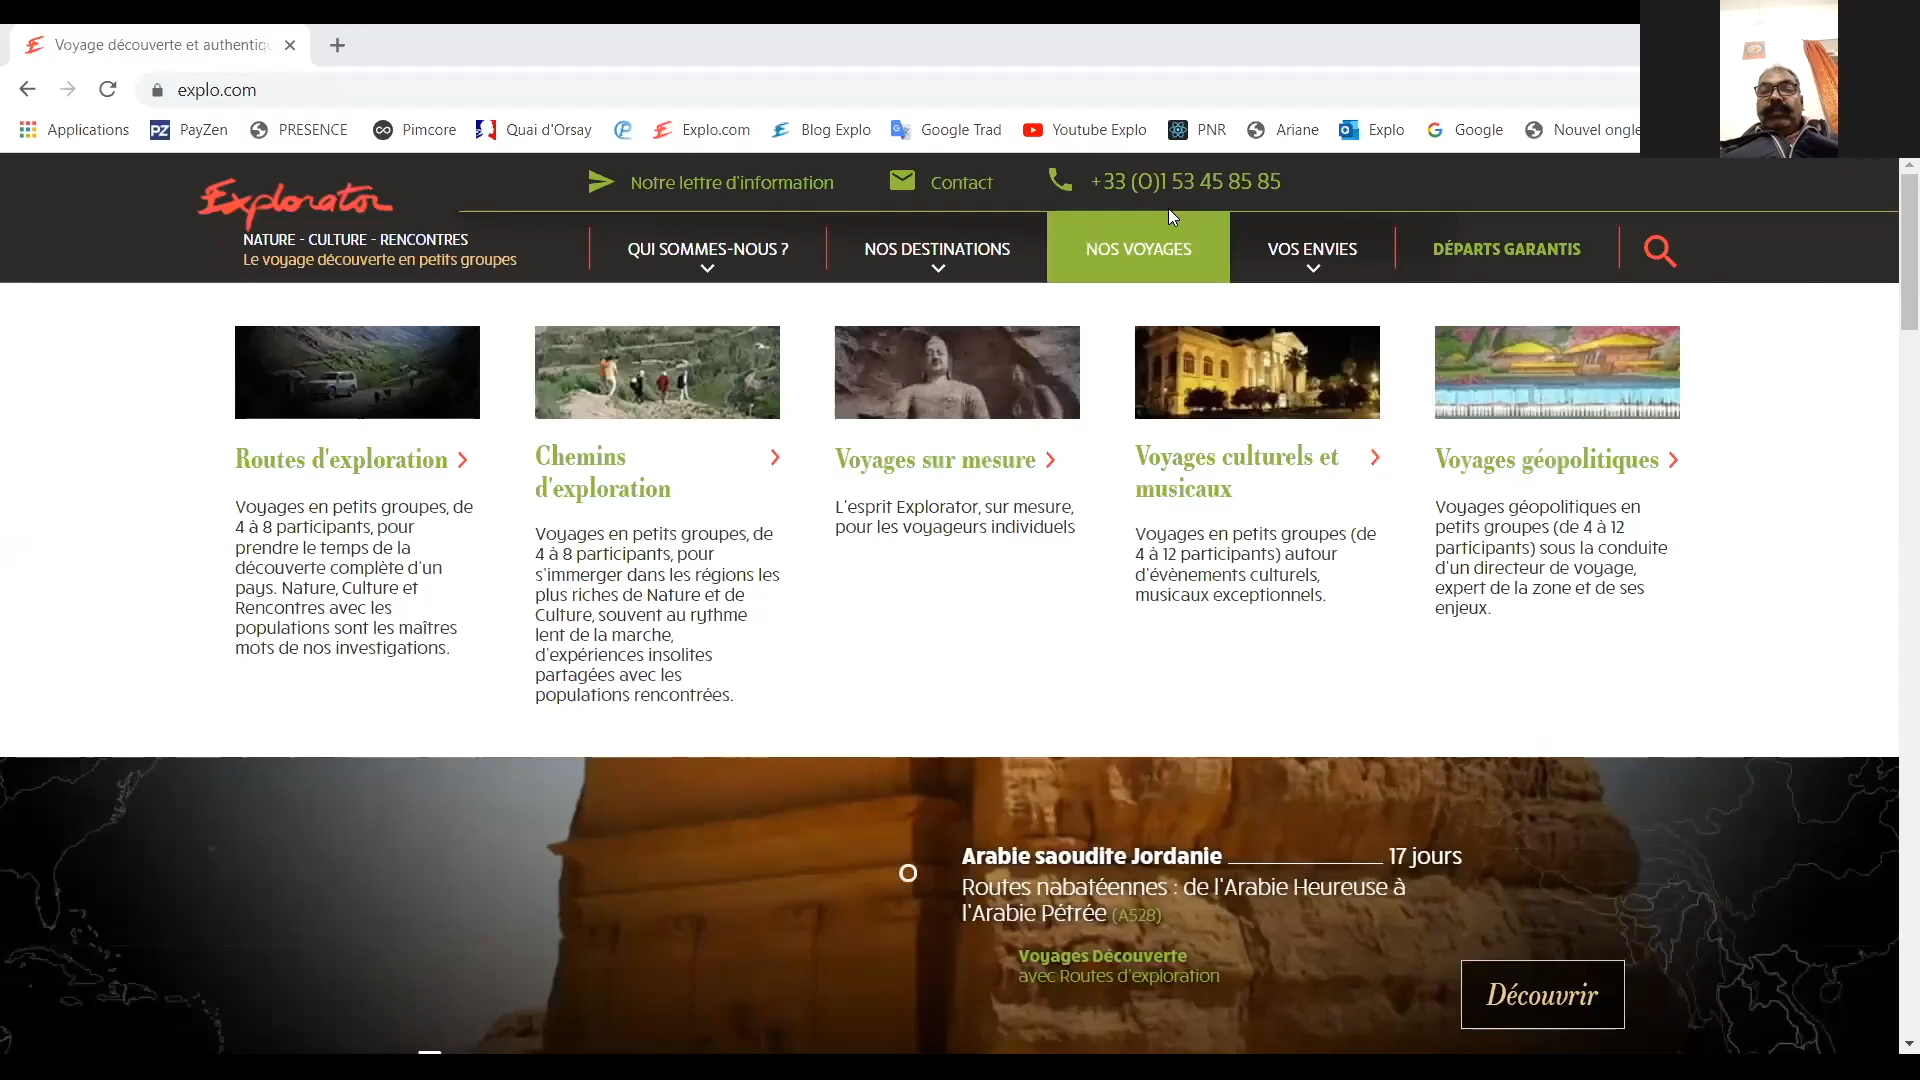 Voyage découverte et authentiqu
explo.com
Applications PayZen PRESENCE Pimcore Quai d'Orsay Explo.com Blog Explo Google Trad Youtube Explo PNR Ariane Explo Google Nouvel ongle
Notre lettre d'information Contact +33 (0)1 53 45 85 85
Explorator
NATURE - CULTURE - RENCONTRES
Le voyage découverte en petits groupes
QUI SOMMES-NOUS ? NOS DESTINATIONS NOS VOYAGES VOS ENVIES DÉPARTS GARANTIS
Routes d'exploration
Voyages en petits groupes, de
4 à 8 participants, pour
prendre le temps de la
découverte complète d'un
pays. Nature, Culture et
Rencontres avec les
populations sont les maîtres
mots de nos investigations.
Chemins
d'exploration
Voyages en petits groupes, de
4 à 8 participants, pour
s'immerger dans les régions les
plus riches de Nature et de
Culture, souvent au rythme
lent de la marche,
d'expériences insolites
partagées avec les
populations rencontrées.
Voyages sur mesure
L'esprit Explorator, sur mesure,
pour les voyageurs individuels
Voyages culturels et
musicaux
Voyages en petits groupes (de
4 à 12 participants) autour
d'évènements culturels,
musicaux exceptionnels.
Voyages géopolitiques
Voyages géopolitiques en
petits groupes (de 4 à 12
participants) sous la conduite
d'un directeur de voyage,
expert de la zone et de ses
enjeux.
Arabie saoudite Jordanie 17 jours
Routes nabatéennes : de l'Arabie Heureuse à
l'Arabie Pétrée (A528)
Voyages Découverte
avec Routes d'exploration
Découvrir